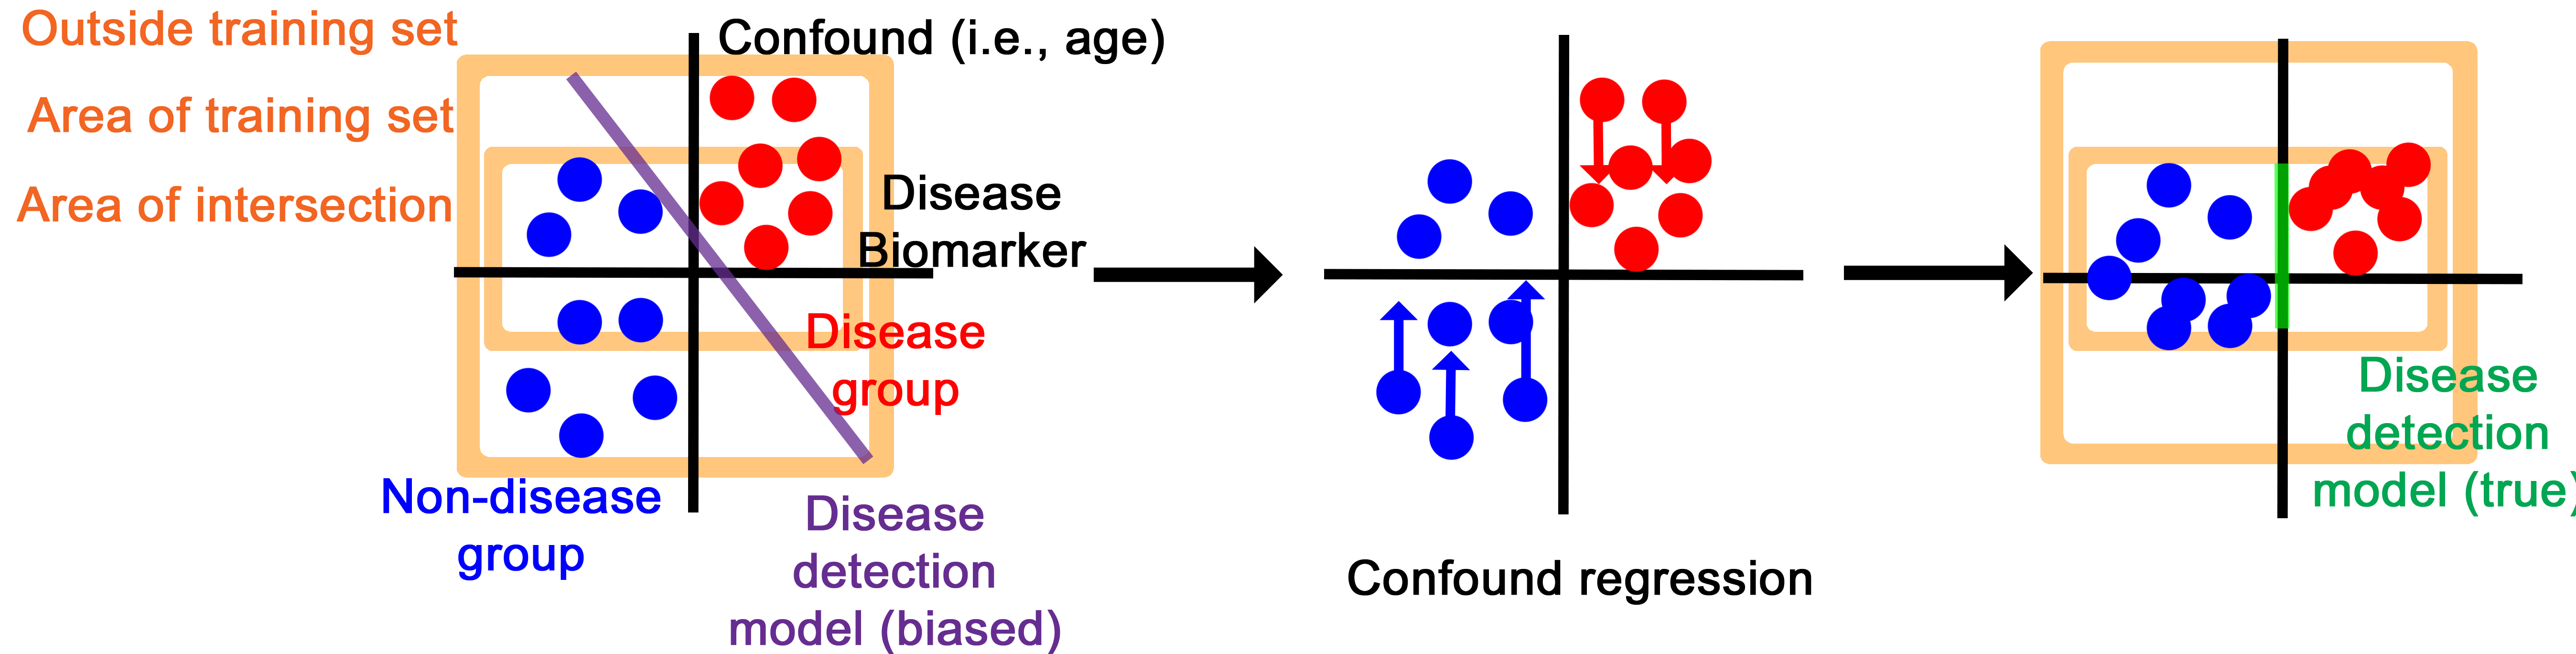 Outside training set
Area of training set
Area of intersection
Confound (i.e., age)
Disease
Biomarker
Disease
group
Non-disease
group
Disease
detection
model (biased)
Confound regression
Disease
detection
model (true)